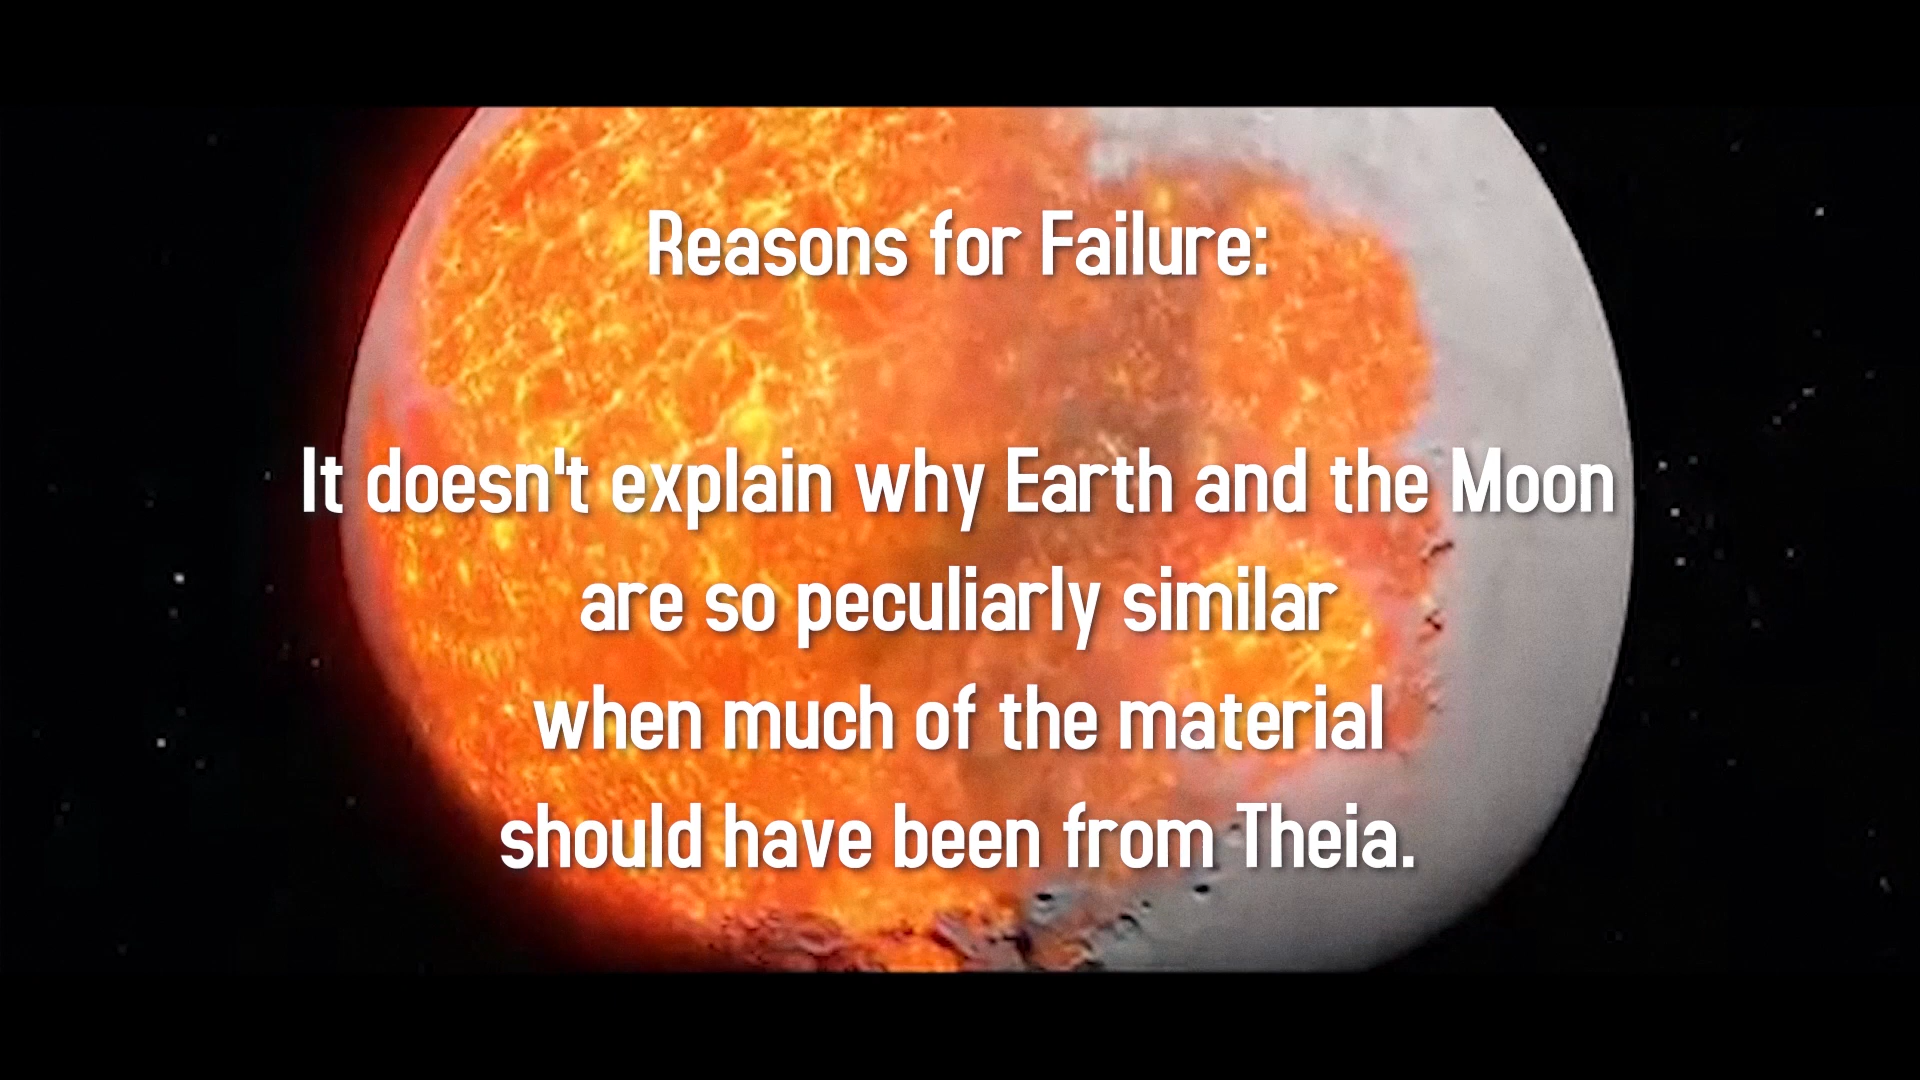 Reasons for Failure:
It doesn't explain why Earth and the Moon
are so peculiarly similar
when much of the material
should have been from Theia.